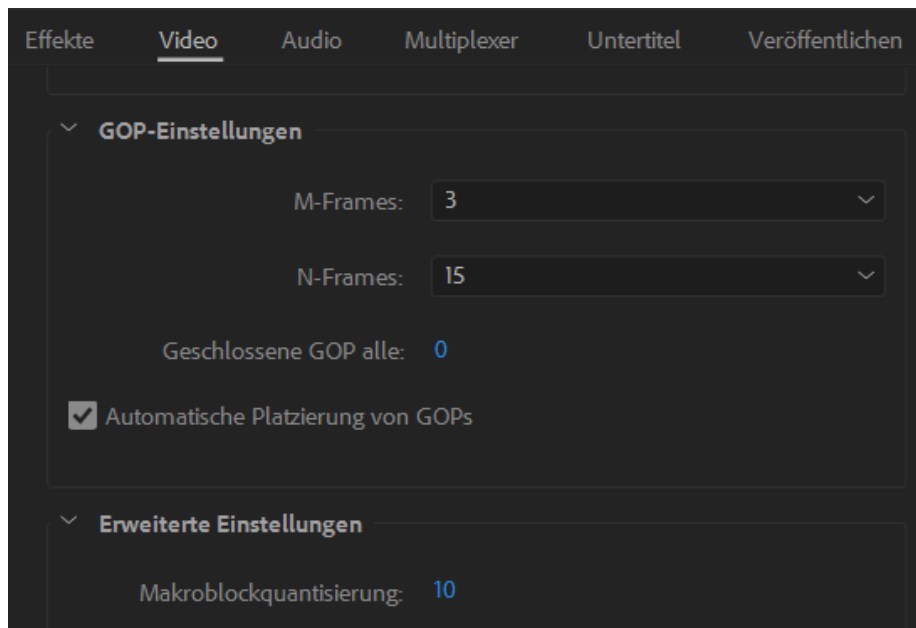 Effekte Video Audio Multiplexer Untertitel Veröffentlichen
GOP-Einstellungen
M-Frames: 3
N-Frames: 15
Geschlossene GOP alle: 0
Automatische Platzierung von GOPs
Erweiterte Einstellungen
Makroblockquantisierung: 10